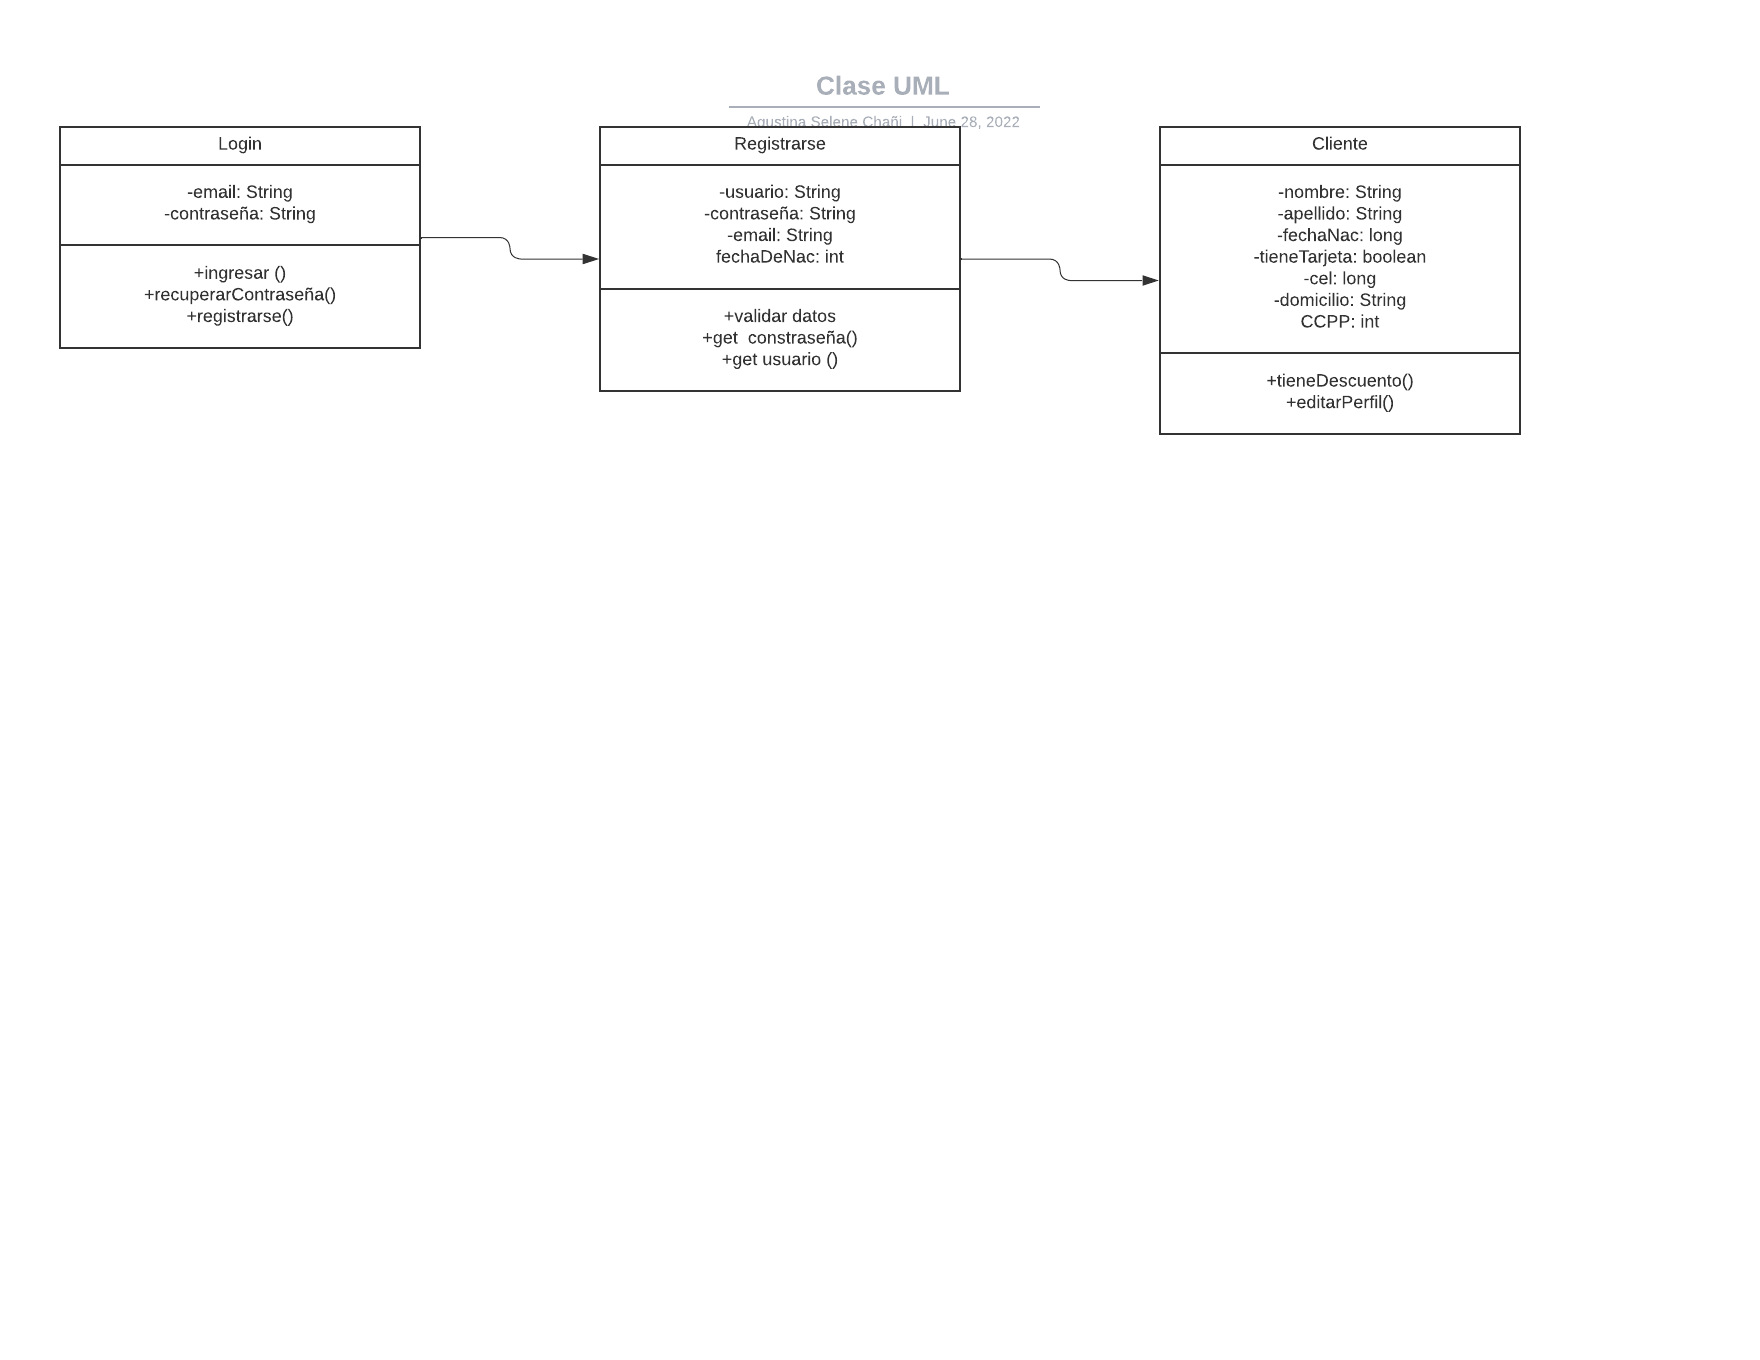 Clase UML
Agustina Selene Chañi | June 28, 2022
Login
-email: String
-contraseña: String
+ingresar ()
+recuperarContraseña()
+registrarse()
Registrarse
-usuario: String
-contraseña: String
-email: String
fechaDeNac: int
+validar datos
+get  constraseña()
+get usuario ()
Cliente
-nombre: String
-apellido: String
-fechaNac: long
-tieneTarjeta: boolean
-cel: long
-domicilio: String
CCPP: int
+tieneDescuento()
+editarPerfil()